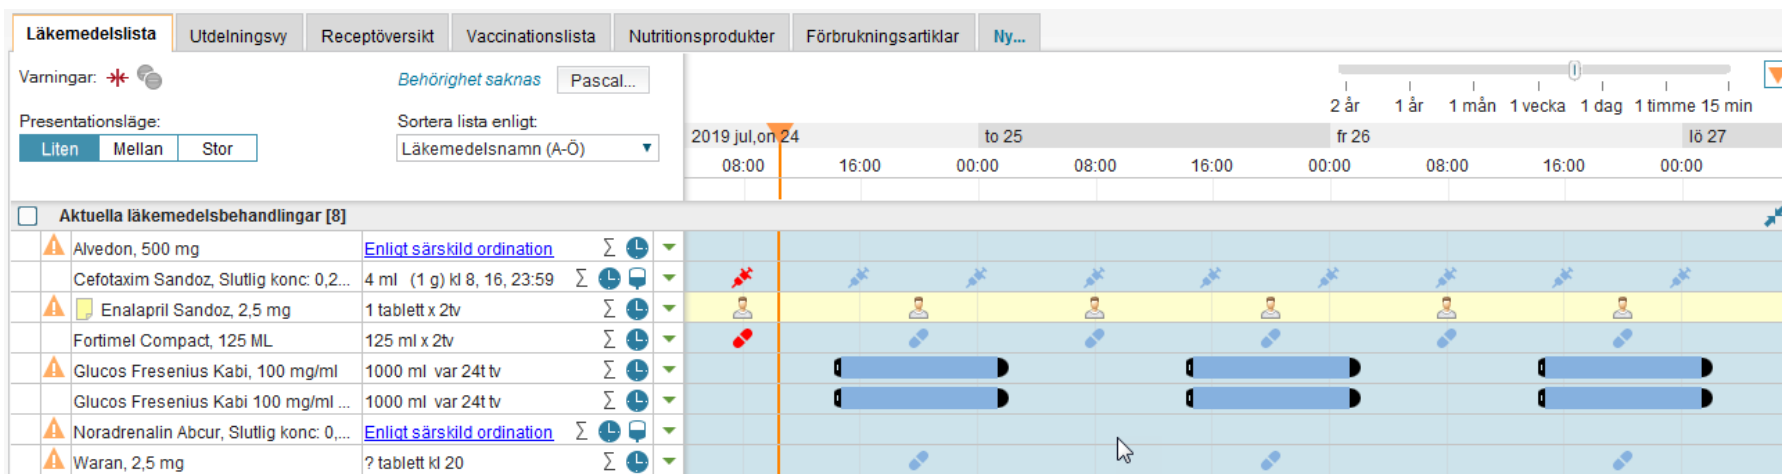 Läkemedelslista Utdelningsvy Receptöversikt Vaccinationslista Nutritionsprodukter Förbrukningsartiklar Ny...
Varningar: Behörighet saknas Pascal...
2 år 1 år 1 mån 1 vecka 1 dag 1 timme 15 min
Presentationsläge: Sortera lista enligt:
Liten Mellan Stor Läkemedelsnamn (A-Ö)
2019 jul,on 24 to 25 fr 26 lö 27
08:00 16:00 00:00 08:00 16:00 00:00 08:00 16:00 00:00
Aktuella läkemedelsbehandlingar [8]
Alvedon, 500 mg Enligt särskild ordination Σ
Cefotaxim Sandoz, Slutlig konc: 0,2... 4 ml (1 g) kl 8, 16, 23:59 Σ
Enalapril Sandoz, 2,5 mg 1 tablett x 2tv Σ
Fortimel Compact, 125 ML 125 ml x 2tv Σ
Glucos Fresenius Kabi, 100 mg/ml 1000 ml var 24t tv Σ
Glucos Fresenius Kabi 100 mg/ml ... 1000 ml var 24t tv Σ
Noradrenalin Abcur, Slutlig konc: 0,... Enligt särskild ordination Σ
Waran, 2,5 mg ? tablett kl 20 Σ